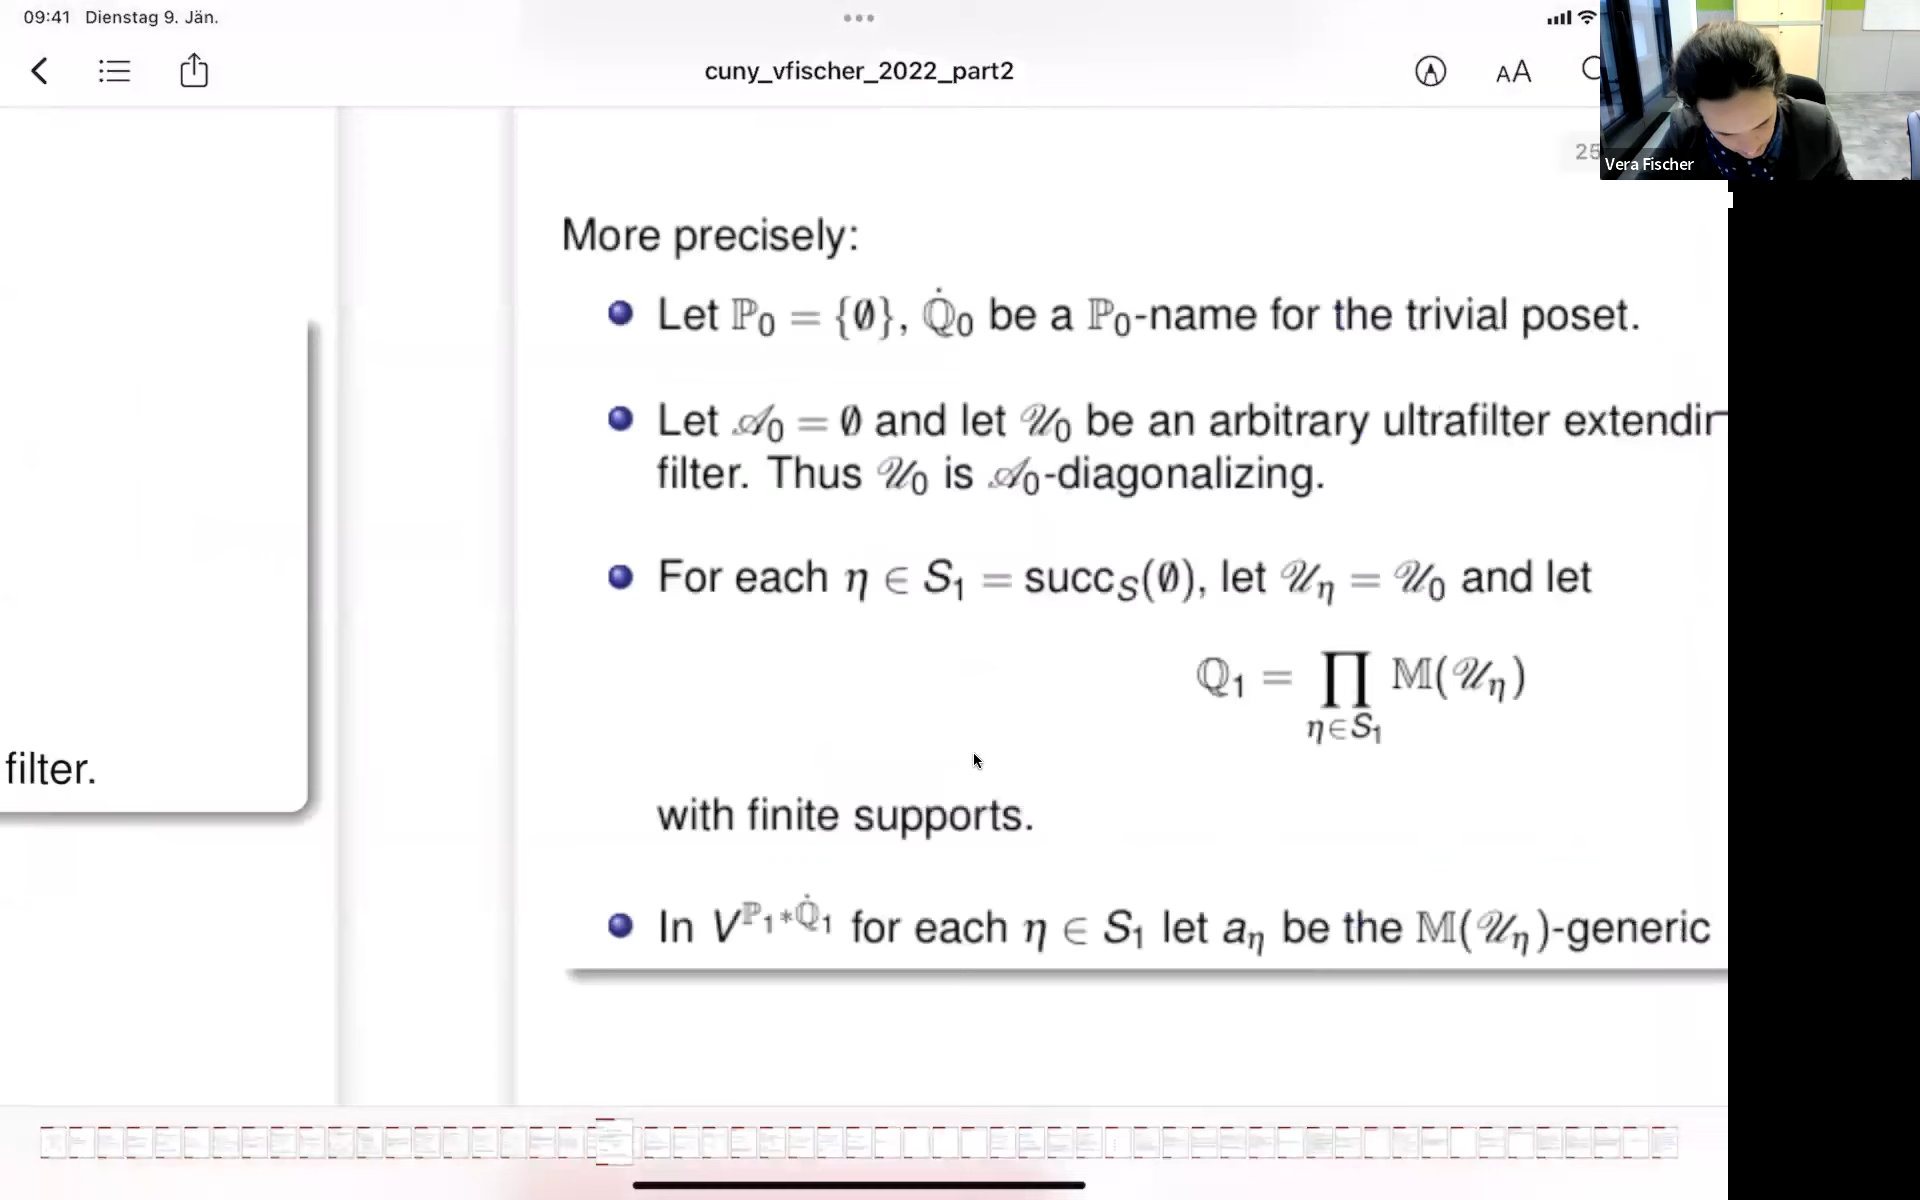 09:41 Dienstag 9. Jän.
cuny_vfischer_2022_part2
AA
25
Vera Fischer
More precisely:
Let ℙ₀ = {∅}, ℚ̇₀ be a ℙ₀-name for the trivial poset.
Let 𝒜₀ = ∅ and let 𝒰₀ be an arbitrary ultrafilter
filter. Thus 𝒰₀ is 𝒜₀-diagonalizing.
For each η ∈ S₁ = succ_S(∅), let 𝒰_η = 𝒰₀ and let
ℚ₁ = ∏_{η∈S₁} 𝕄(𝒰_η)
with finite supports.
In V^{ℙ₁*ℚ̇₁} for each η ∈ S₁ let a_η be the 𝕄(𝒰_η)-generic
filter.